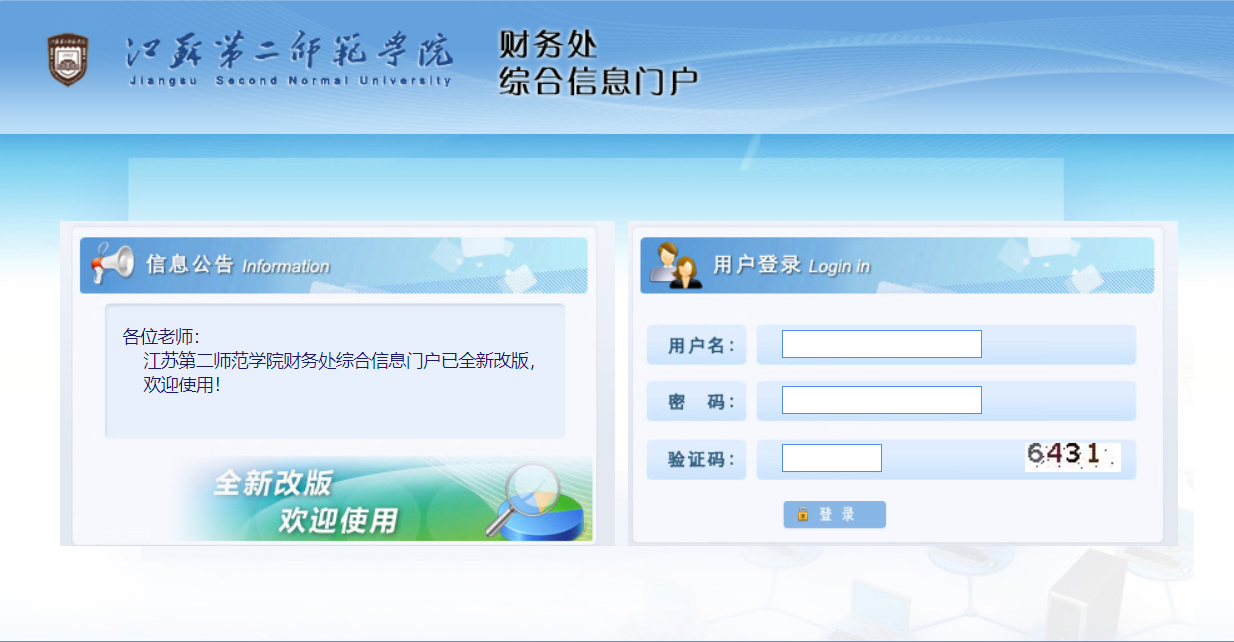 江苏第二师范学院
Jiangsu Second Normal University
财务处
综合信息门户
信息公告 Information
各位老师：
江苏第二师范学院财务处综合信息门户已全新改版，
欢迎使用！
全新改版
欢迎使用
用户登录 Login in
用户名：
密 码：
验证码：
6431
登 录